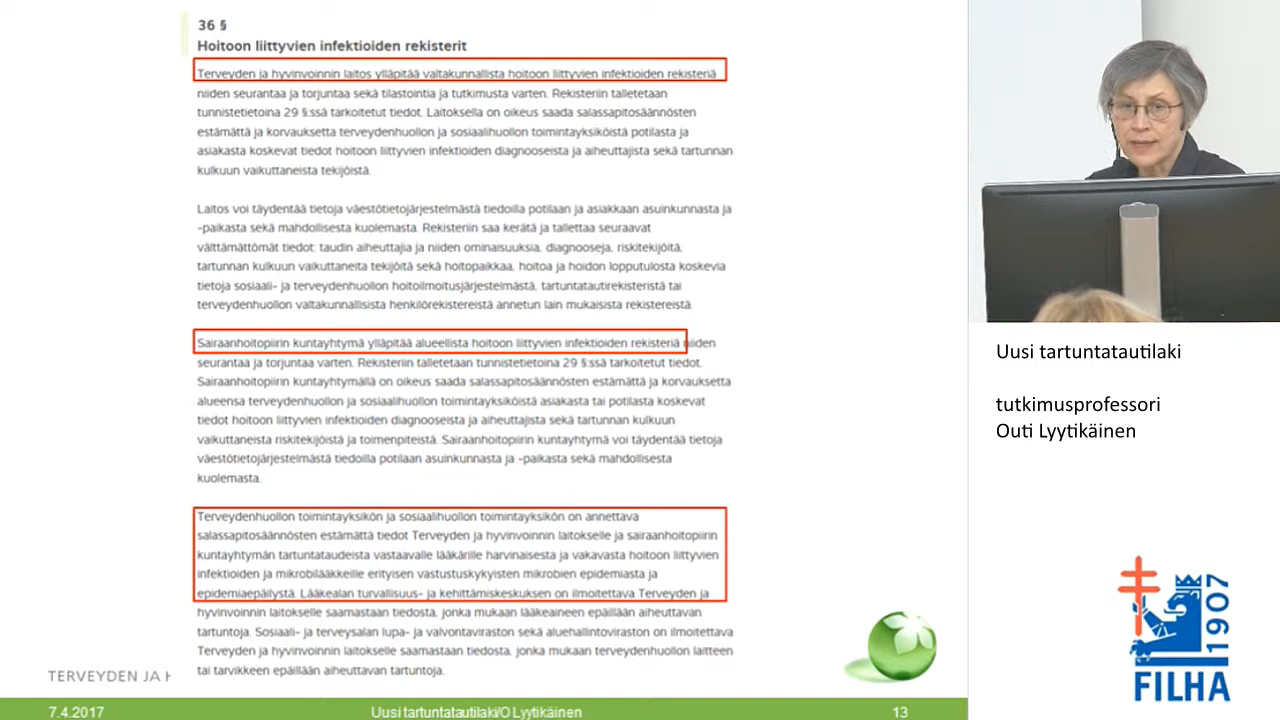 36 §
Hoitoon liittyvien infektioiden rekisterit
Terveyden ja hyvinvoinnin laitos ylläpitää valtakunnallista hoitoon liittyvien infektioiden rekisteriä
niiden seurantaa ja torjuntaa sekä tilastointia ja tutkimusta varten. Rekisteriin talletetaan
tunnistetietoina 29 §:ssä tarkoitetut tiedot. Laitoksella on oikeus saada salassapitosäännösten
estämättä ja korvauksetta terveydenhuollon ja sosiaalihuollon toimintayksiköistä potilasta ja
asiakasta koskevat tiedot hoitoon liittyvien infektioiden diagnooseista ja aiheuttajista sekä tartunnan
kulkuun vaikuttaneista tekijöistä.
Laitos voi täydentää tietoja väestötietojärjestelmästä tiedoilla potilaan ja asiakkaan asuinkunnasta ja
-paikasta sekä mahdollisesta kuolemasta. Rekisteriin saa kerätä ja tallettaa seuraavat
välttämättömät tiedot: taudin aiheuttajia ja niiden ominaisuuksia, diagnooseja, riskitekijöitä,
tartunnan kulkuun vaikuttaneita tekijöitä sekä hoitopaikkaa, hoitoa ja hoidon lopputulosta koskevia
tietoja sosiaali- ja terveydenhuollon hoitoilmoitusjärjestelmästä, tartuntatautirekisteristä tai
terveydenhuollon valtakunnallisista henkilörekistereistä annetun lain mukaisista rekistereistä.
Sairaanhoitopiirin kuntayhtymä ylläpitää alueellista hoitoon liittyvien infektioiden rekisteriä niiden
seurantaa ja torjuntaa varten. Rekisteriin talletetaan tunnistetietoina 29 §:ssä tarkoitetut tiedot.
Sairaanhoitopiirin kuntayhtymällä on oikeus saada salassapitosäännösten estämättä ja korvauksetta
alueensa terveydenhuollon ja sosiaalihuollon toimintayksiköistä asiakasta tai potilasta koskevat
tiedot hoitoon liittyvien infektioiden diagnooseista ja aiheuttajista sekä tartunnan kulkuun
vaikuttaneista riskitekijöistä ja toimenpiteistä. Sairaanhoitopiirin kuntayhtymä voi täydentää tietoja
väestötietojärjestelmästä tiedoilla potilaan asuinkunnasta ja -paikasta sekä mahdollisesta
kuolemasta.
Terveydenhuollon toimintayksikön ja sosiaalihuollon toimintayksikön on annettava
salassapitosäännösten estämättä tiedot Terveyden ja hyvinvoinnin laitokselle ja sairaanhoitopiirin
kuntayhtymän tartuntataudeista vastaavalle lääkärille harvinaisesta ja vakavasta hoitoon liittyvien
infektioiden ja mikrobilääkkeille erityisen vastustuskykyisten mikrobien epidemiasta ja
epidemiaepäilystä. Lääkealan turvallisuus- ja kehittämiskeskuksen on ilmoitettava Terveyden ja
hyvinvoinnin laitokselle saamastaan tiedosta, jonka mukaan lääkeaineen epäillään aiheuttavan
tartuntoja. Sosiaali- ja terveysalan lupa- ja valvontaviraston sekä aluehallintoviraston on ilmoitettava
Terveyden ja hyvinvoinnin laitokselle saamastaan tiedosta, jonka mukaan terveydenhuollon laitteen
tai tarvikkeen epäillään aiheuttavan tartuntoja.
TERVEYDEN JA H
7.4.2017 Uusi tartuntatautilaki/O Lyytikäinen 13
Uusi tartuntatautilaki
tutkimusprofessori
Outi Lyytikäinen
1907
FILHA